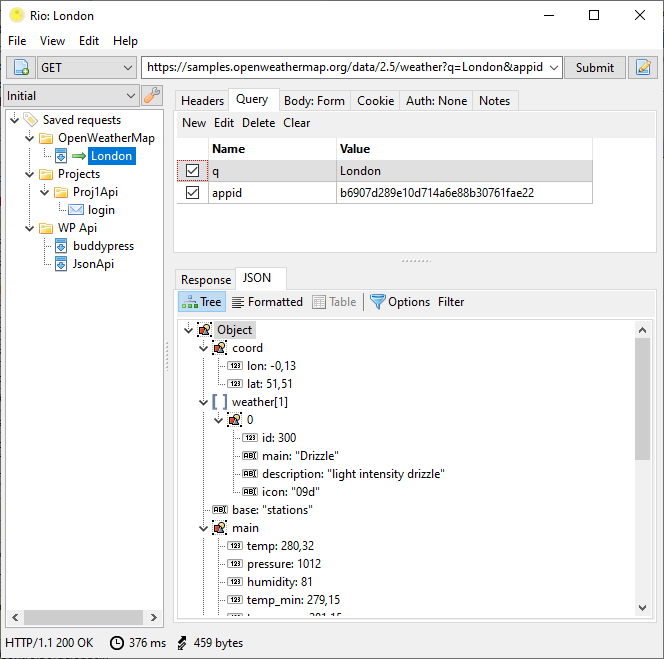 Rio: London
File View Edit Help
GET https://samples.openweathermap.org/data/2.5/weather?q=London&appid Submit
Initial
Saved requests
OpenWeatherMap
London
Projects
Proj1Api
login
WP Api
buddypress
JsonApi
Headers Query Body: Form Cookie Auth: None Notes
New Edit Delete Clear
Name Value
q London
appid b6907d289e10d714a6e88b30761fae22
Response JSON
Tree Formatted Table Options Filter
Object
coord
123 lon: -0,13
123 lat: 51,51
[ ] weather[1]
0
123 id: 300
ABI main: "Drizzle"
ABI description: "light intensity drizzle"
ABI icon: "09d"
ABI base: "stations"
main
123 temp: 280,32
123 pressure: 1012
123 humidity: 81
123 temp_min: 279,15
HTTP/1.1 200 OK 376 ms 459 bytes